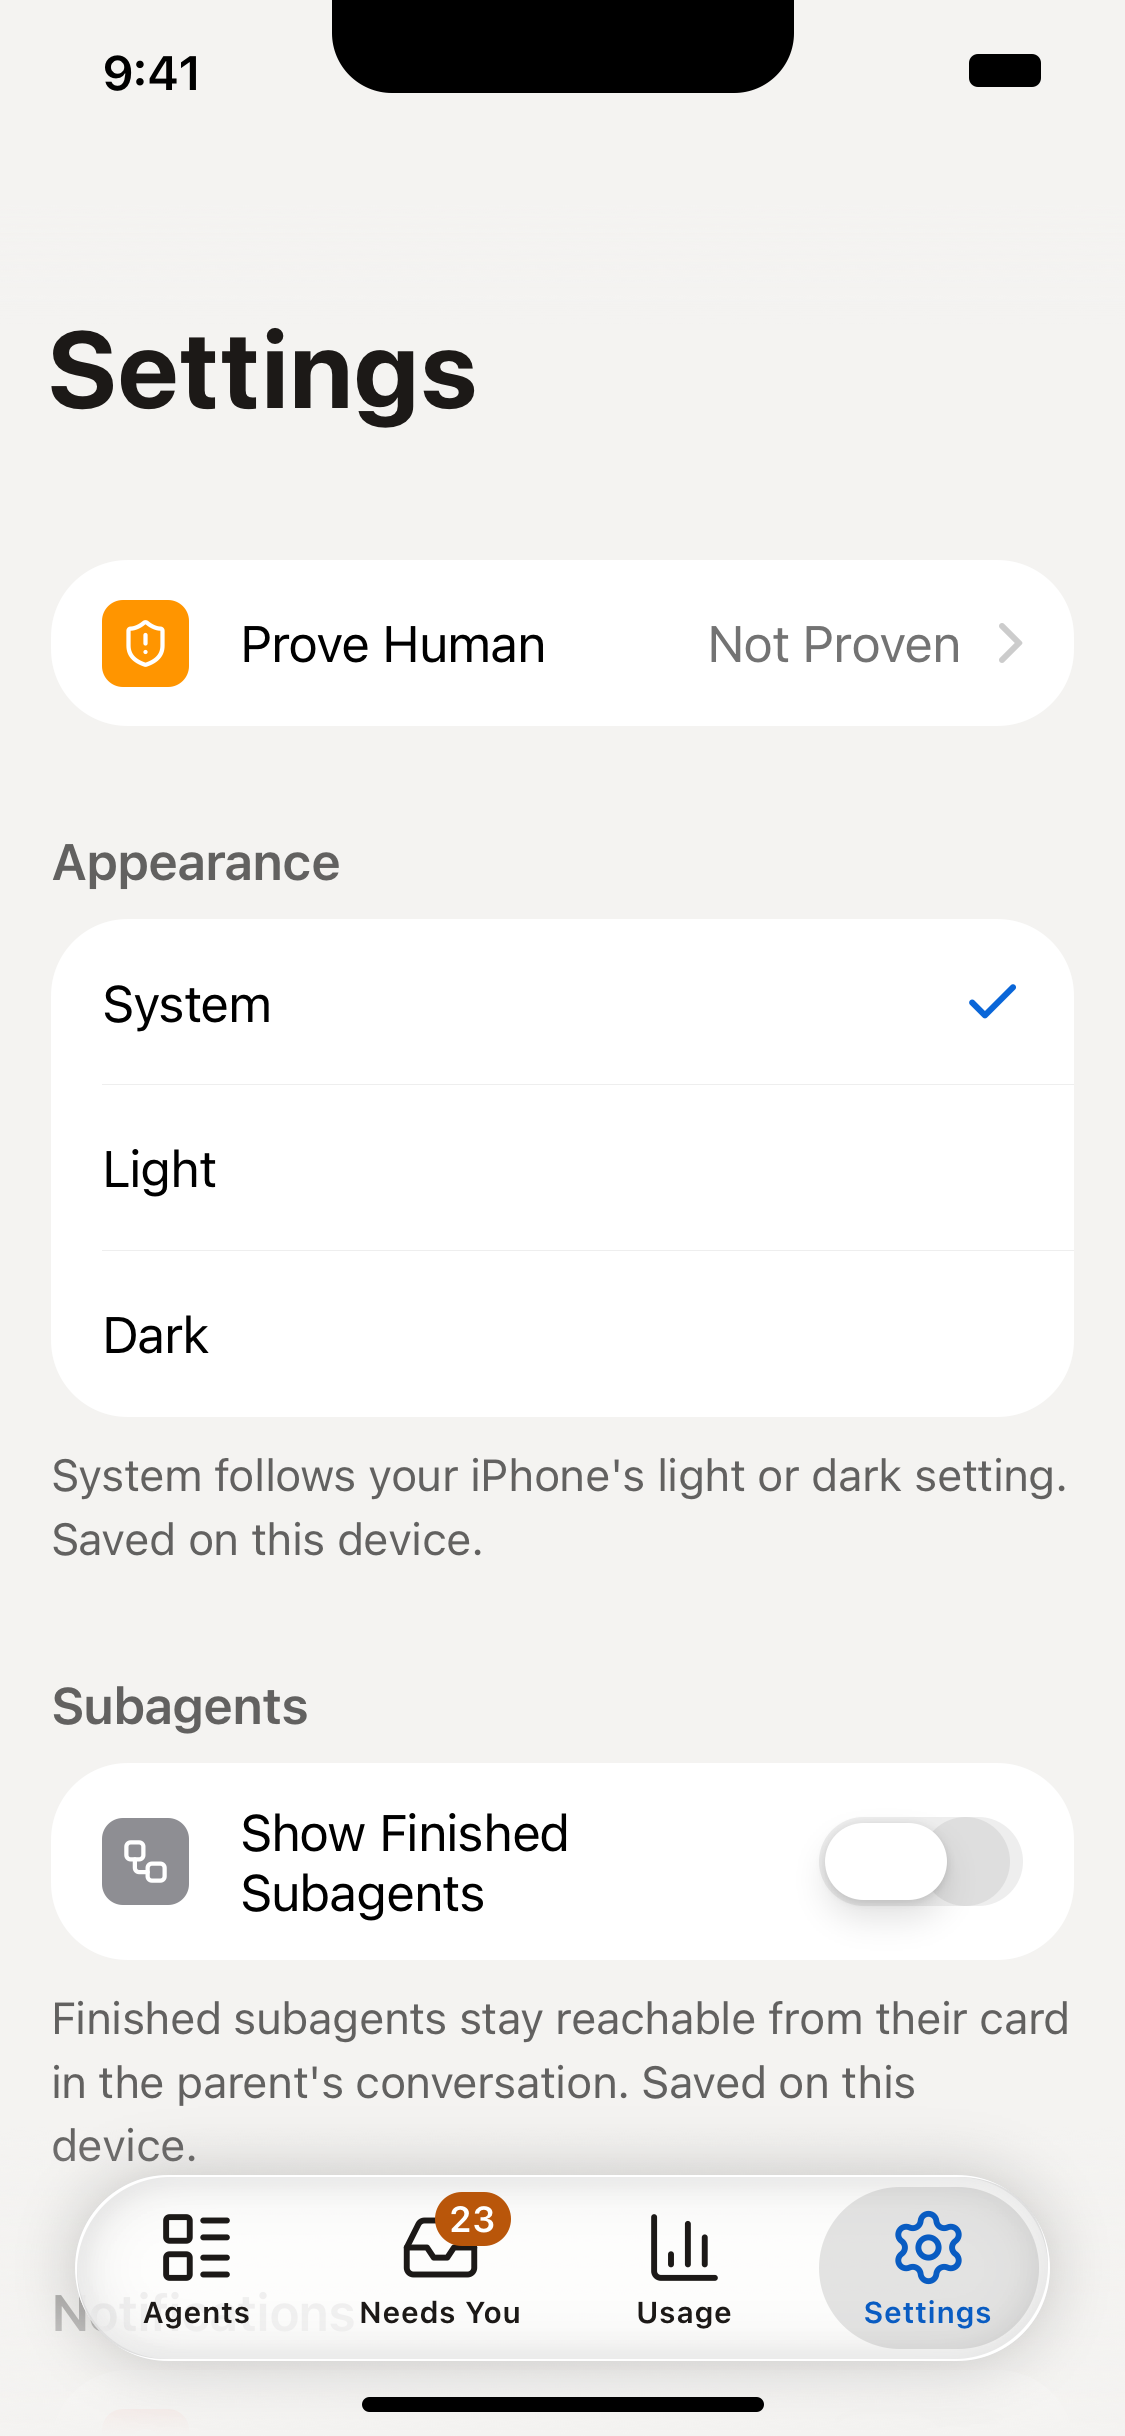 9:41
Settings
Prove Human
Not Proven
Appearance
System
Light
Dark
System follows your iPhone's light or dark setting.
Saved on this device.
Subagents
Show Finished
Subagents
Finished subagents stay reachable from their card
in the parent's conversation. Saved on this
device.
Notifications
23
Agents
Needs You
Usage
Settings